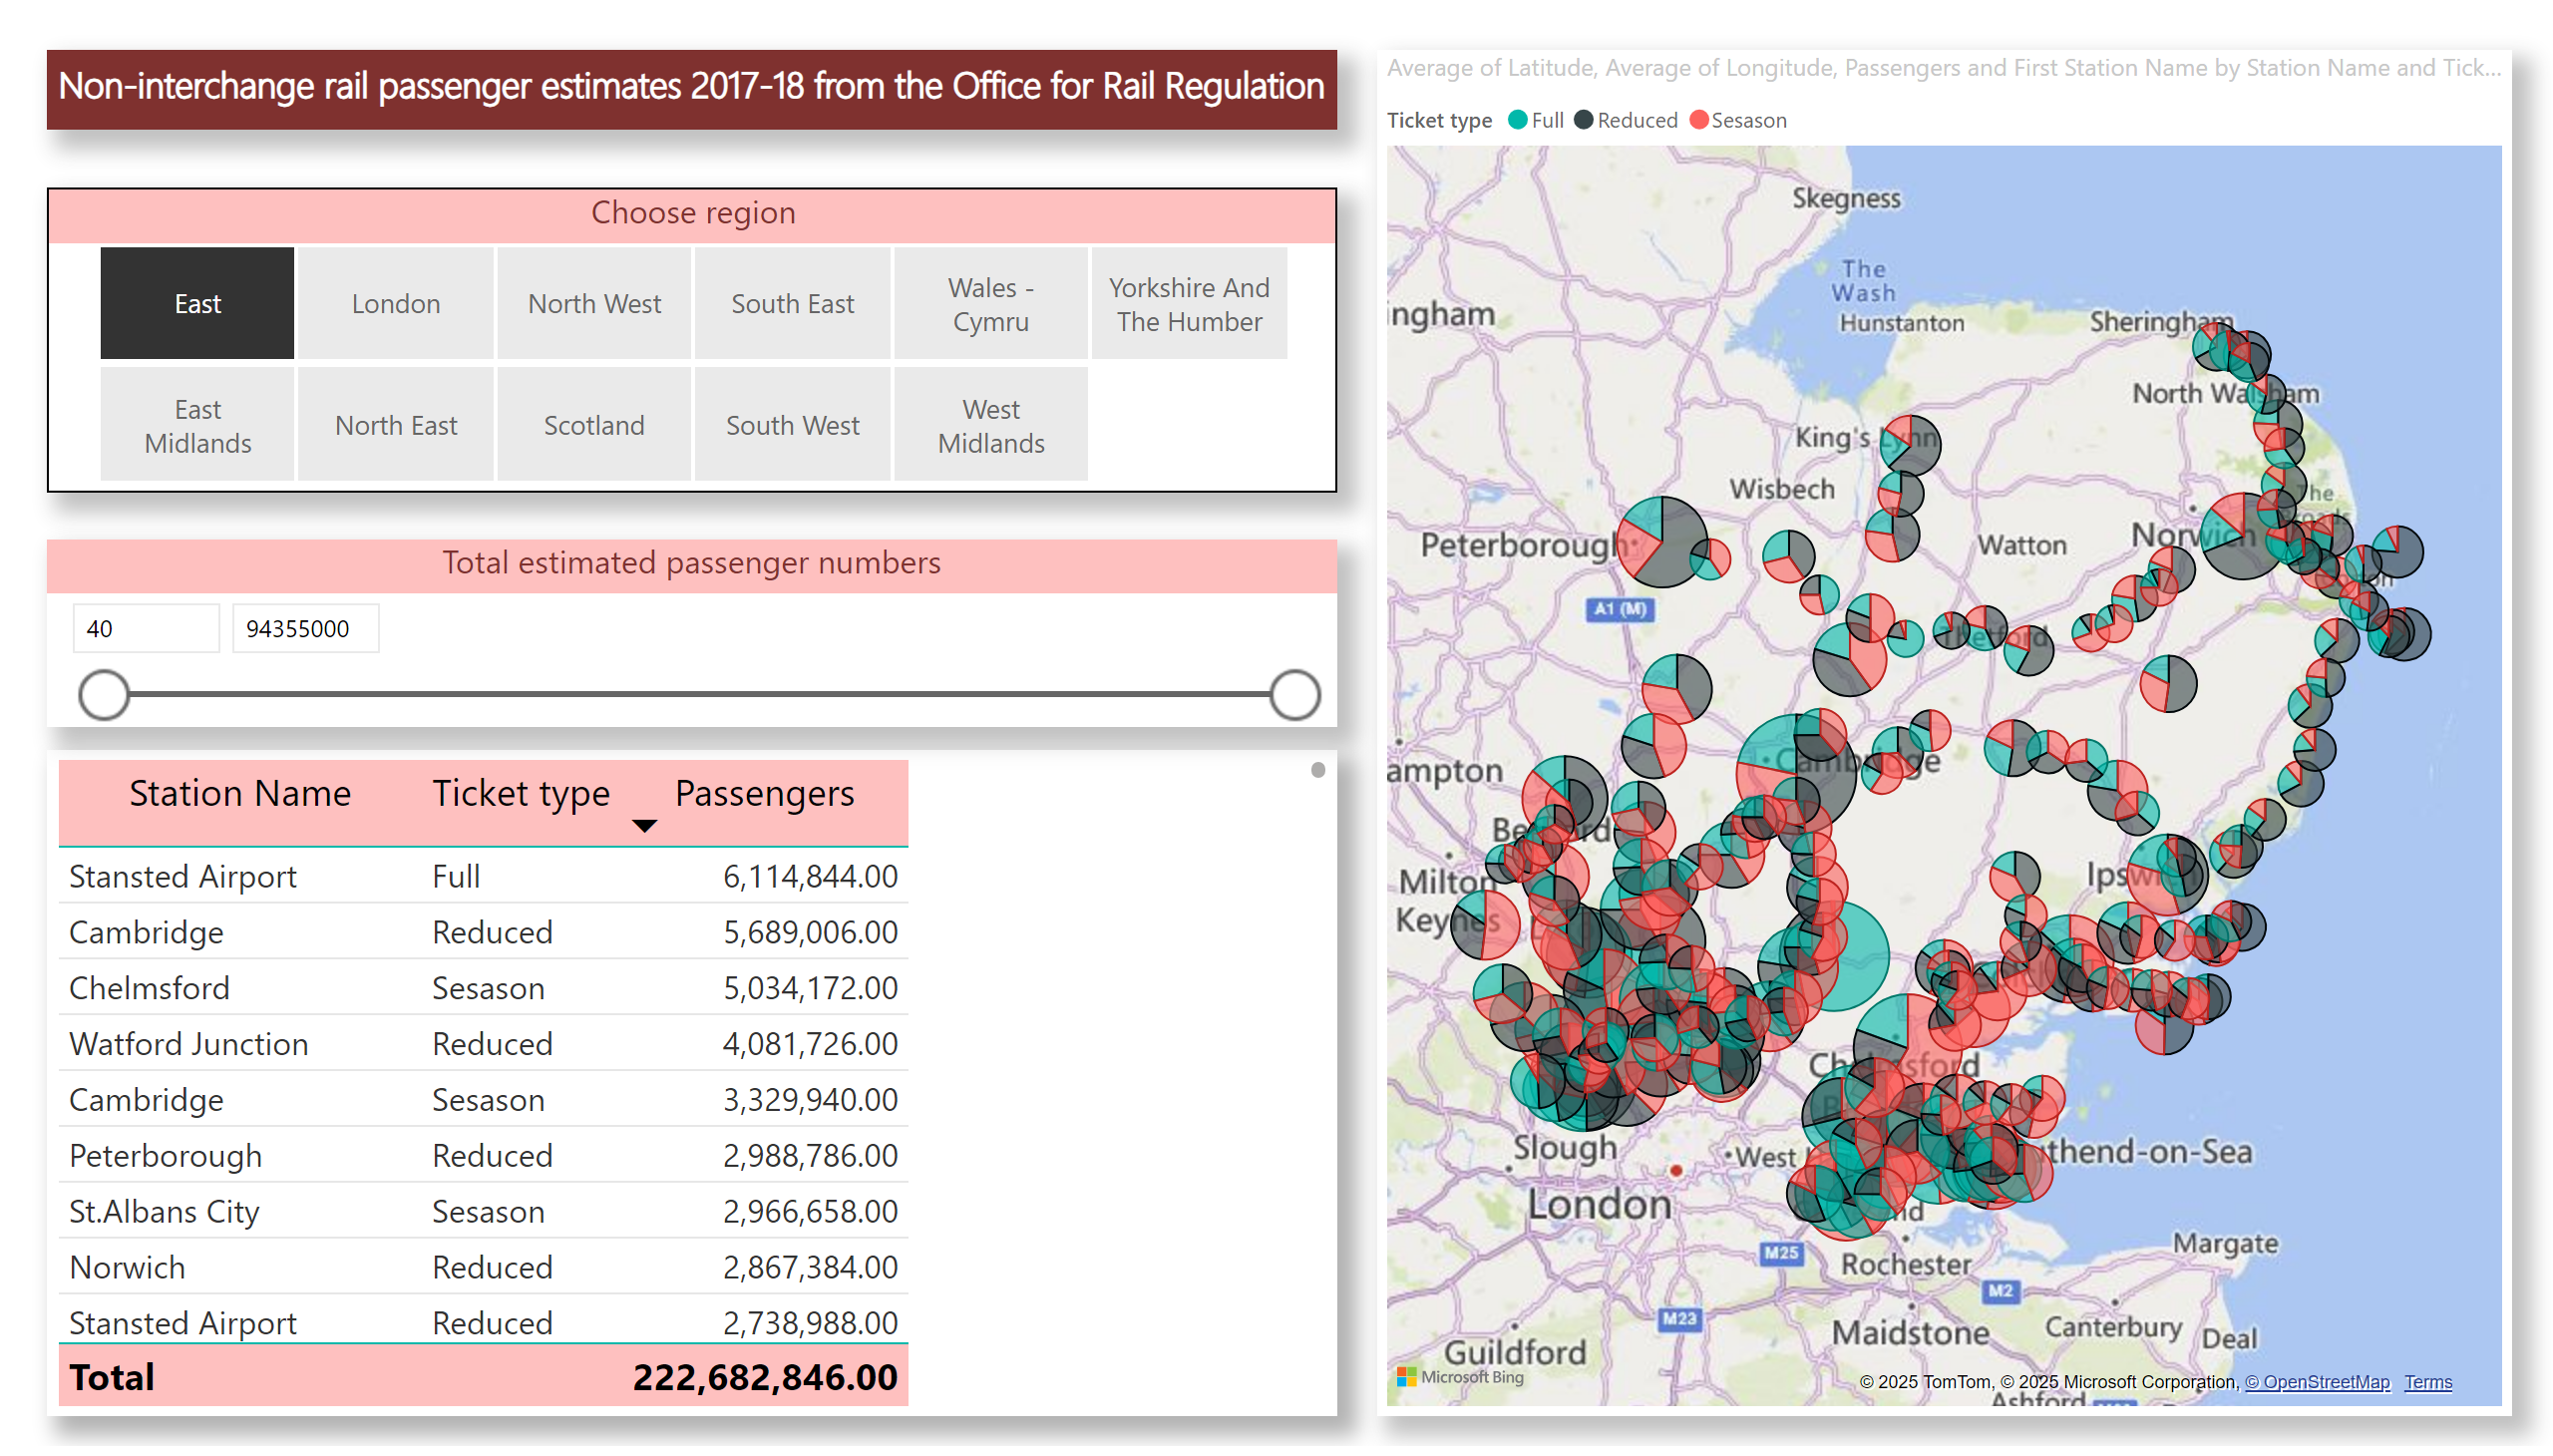 Non-interchange rail passenger estimates 2017-18 from the Office for Rail Regulation
Choose region
East
London
North West
South East
Wales -
Cymru
Yorkshire And
The Humber
East
Midlands
North East
Scotland
South West
West
Midlands
Total estimated passenger numbers
40
94355000
Station Name Ticket type Passengers
Stansted Airport Full 6,114,844.00
Cambridge Reduced 5,689,006.00
Chelmsford Sesason 5,034,172.00
Watford Junction Reduced 4,081,726.00
Cambridge Sesason 3,329,940.00
Peterborough Reduced 2,988,786.00
St.Albans City Sesason 2,966,658.00
Norwich Reduced 2,867,384.00
Stansted Airport Reduced 2,738,988.00
Total 222,682,846.00
Average of Latitude, Average of Longitude, Passengers and First Station Name by Station Name and Tick...
Ticket type Full Reduced Sesason
Skegness
The
Wash
Hunstanton
Sheringham
ingham
North Walsham
King's Lynn
Wisbech
The
Peterborough
Watton
Norwich
A1 (M)
Thetford
Cambridge
ampton
Bedford
Milton
Keynes
Ipswich
Chelmsford
Slough
West
thend-on-Sea
London
Margate
M25
Rochester
M2
M23
Maidstone
Canterbury
Deal
Guildford
Microsoft Bing
© 2025 TomTom, © 2025 Microsoft Corporation, © OpenStreetMap Terms
Ashford